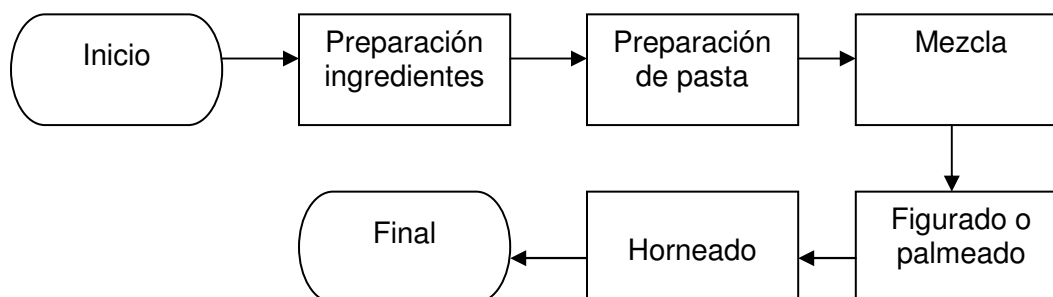 Inicio
Preparación
ingredientes
Preparación
de pasta
Mezcla
Figurado o
palmeado
Horneado
Final